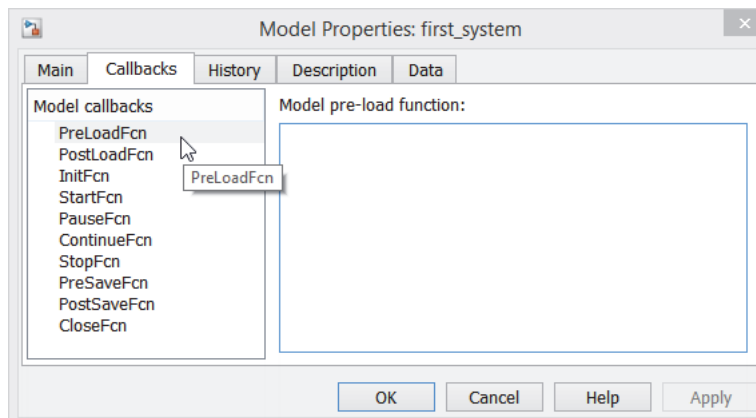 Model Properties: first_system
Main
Callbacks
History
Description
Data
Model callbacks
PreLoadFcn
PostLoadFcn
InitFcn
StartFcn
PauseFcn
ContinueFcn
StopFcn
PreSaveFcn
PostSaveFcn
CloseFcn
PreLoadFcn
Model pre-load function:
OK
Cancel
Help
Apply